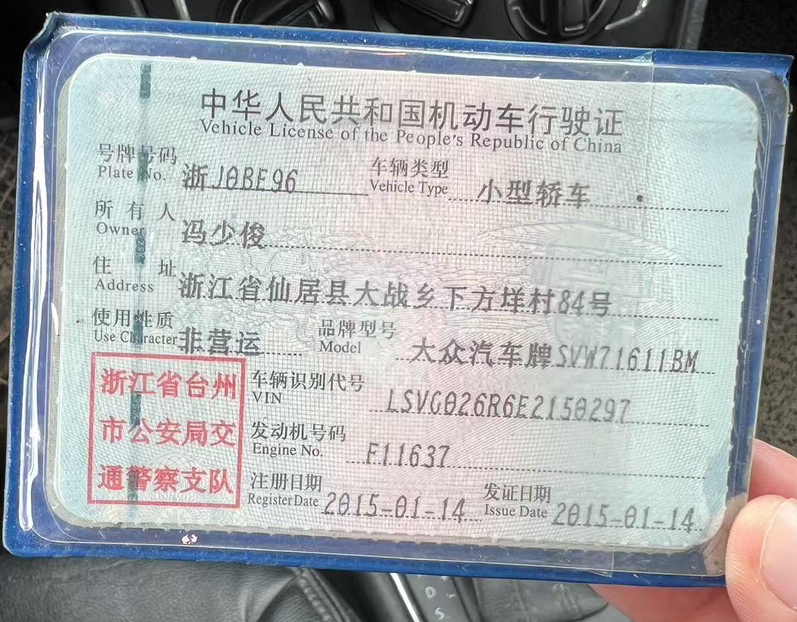 中华人民共和国机动车行驶证
Vehicle License of the People's Republic of China
号牌号码 浙J0BE96 车辆类型 小型轿车
Plate No. Vehicle Type
所有人 冯少俊
Owner
住址 浙江省仙居县大战乡下方垟村84号
Address
使用性质 非营运 品牌型号 大众汽车牌SVW71611BM
Use Character Model
浙江省台州
市公安局交
通警察支队
车辆识别代号 LSVG026R6E2150297
VIN
发动机号码 F11637
Engine No.
注册日期 2015-01-14 发证日期 2015-01-14
Register Date Issue Date
D
S